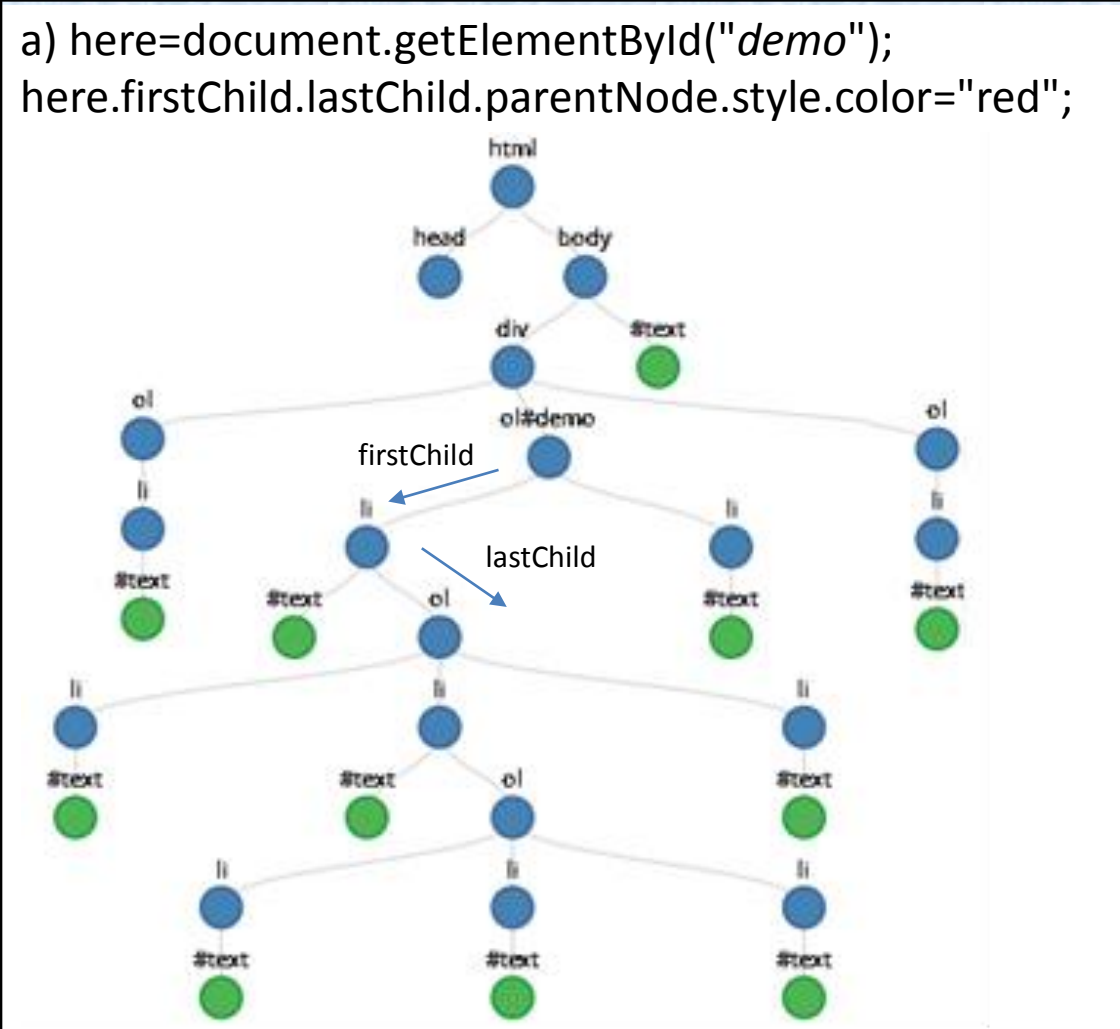 a) here=document.getElementById("demo");
here.firstChild.lastChild.parentNode.style.color="red";
html
head body
div #text
ol ol#demo ol
firstChild
li li li li
lastChild
#text #text ol #text #text
li li li
#text #text ol #text
li li li
#text #text #text